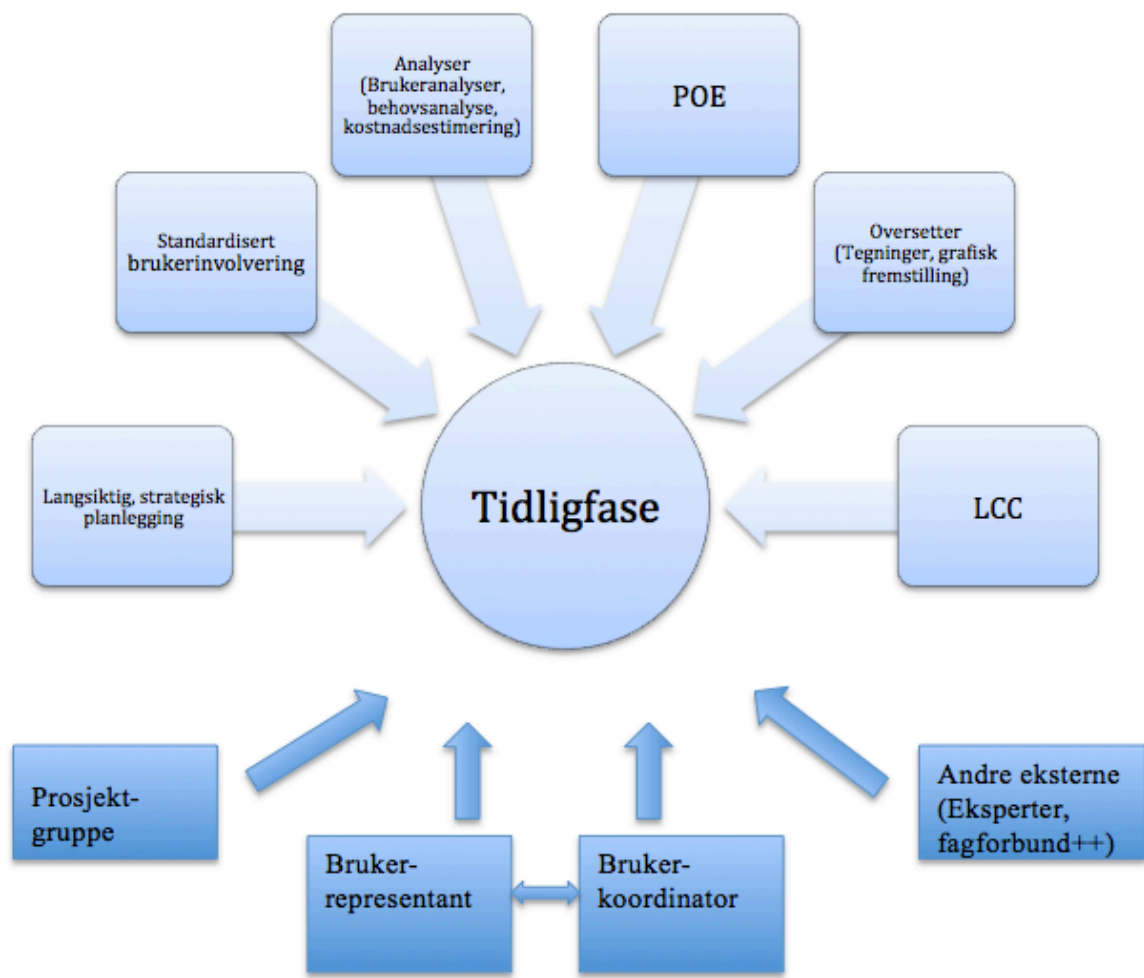 Analyser
(Brukeranalyser,
behovsanalyse,
kostnadsestimering)
POE
Standardisert
brukerinvolvering
Oversetter
(Tegninger, grafisk
fremstilling)
Langsiktig, strategisk
planlegging
Tidligfase
LCC
Prosjekt-
gruppe
Bruker-
representant
Bruker-
koordinator
Andre eksterne
(Eksperter,
fagforbund++)